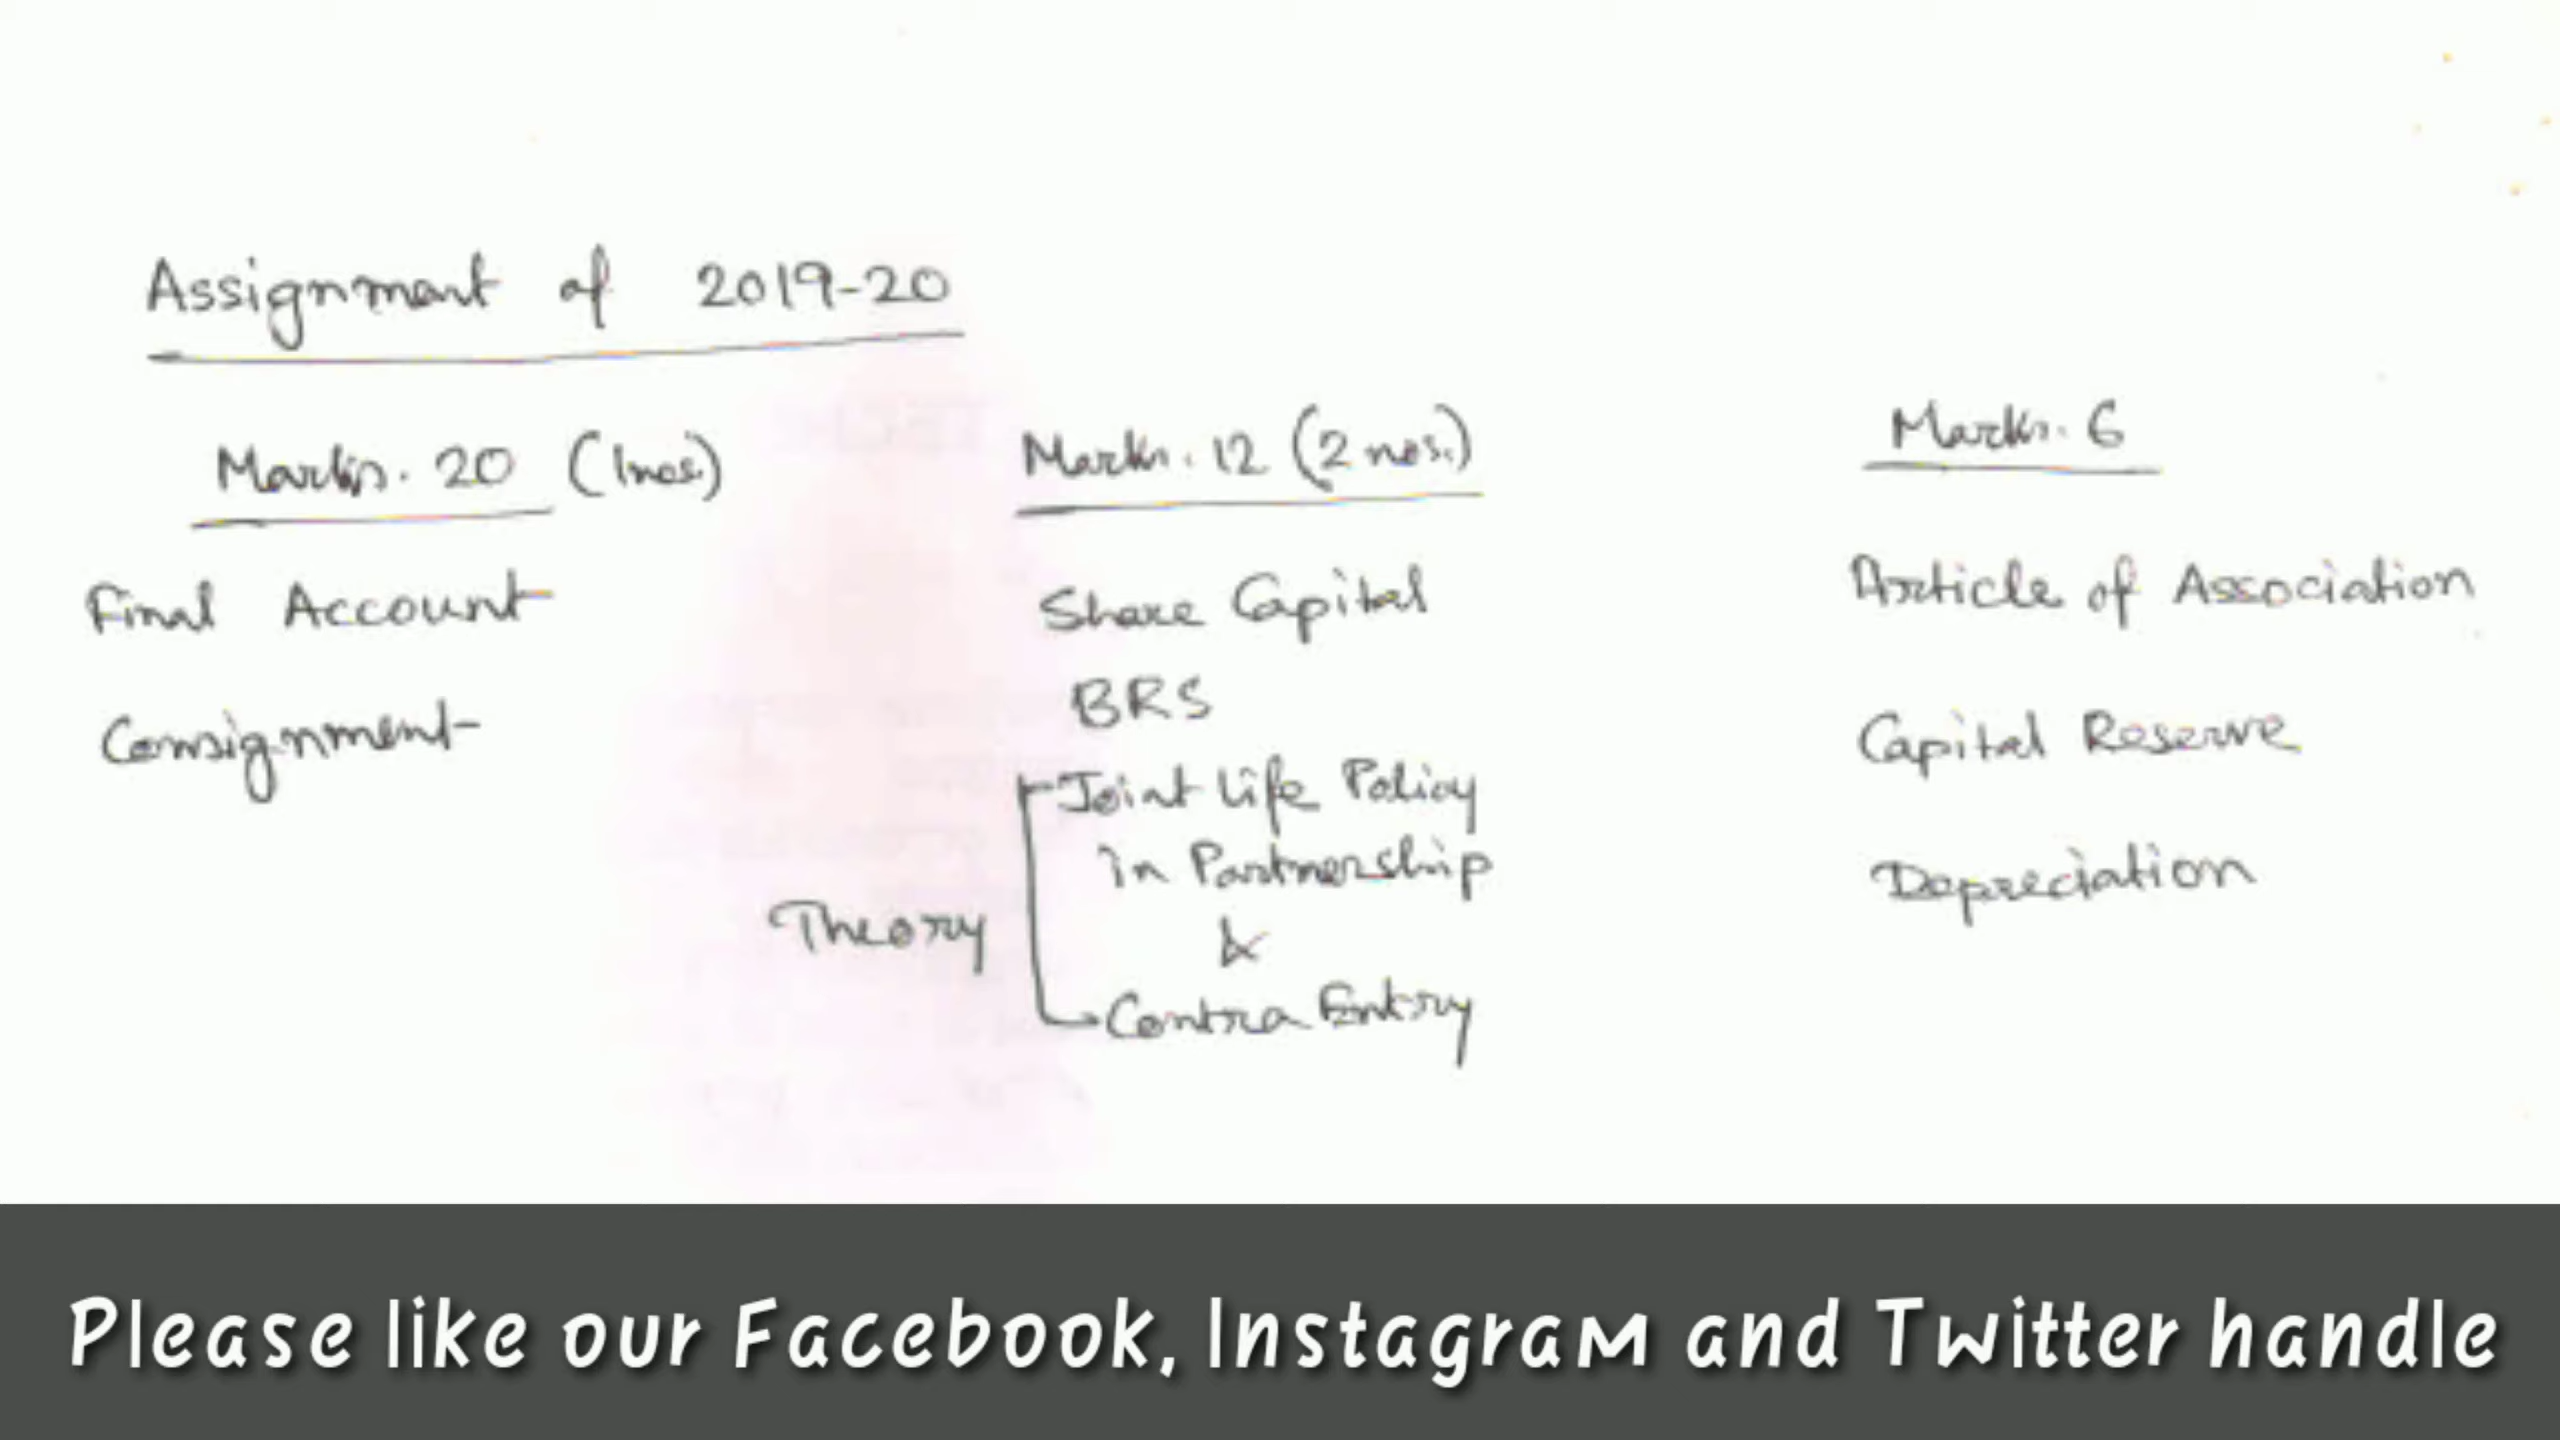 Assignment of 2019-20
Marks. 20 (1nos.)
Final Account
Consignment
Marks. 12 (2 nos.)
Share Capital
BRS
Theory
Joint Life Policy
in Partnership
&
Contra Entry
Marks. 6
Article of Association
Capital Reserve
Depreciation
Please like our Facebook, Instagram and Twitter handle